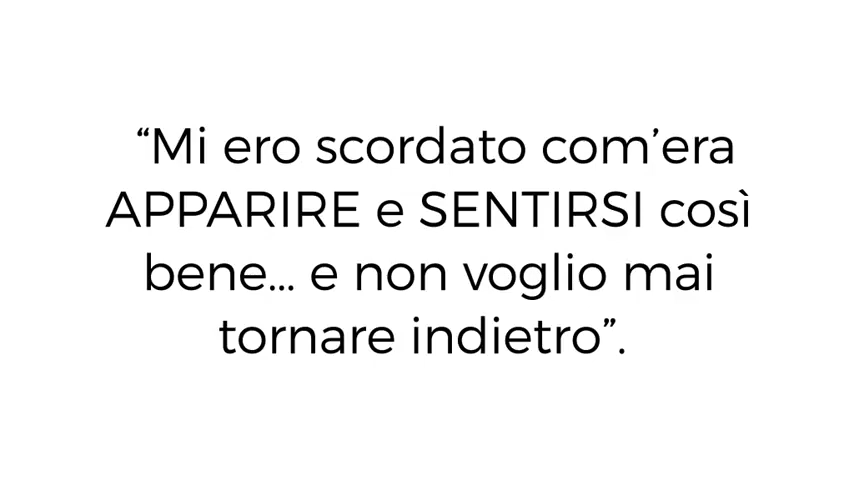 “Mi ero scordato com’era
APPARIRE e SENTIRSI così
bene... e non voglio mai
tornare indietro”.